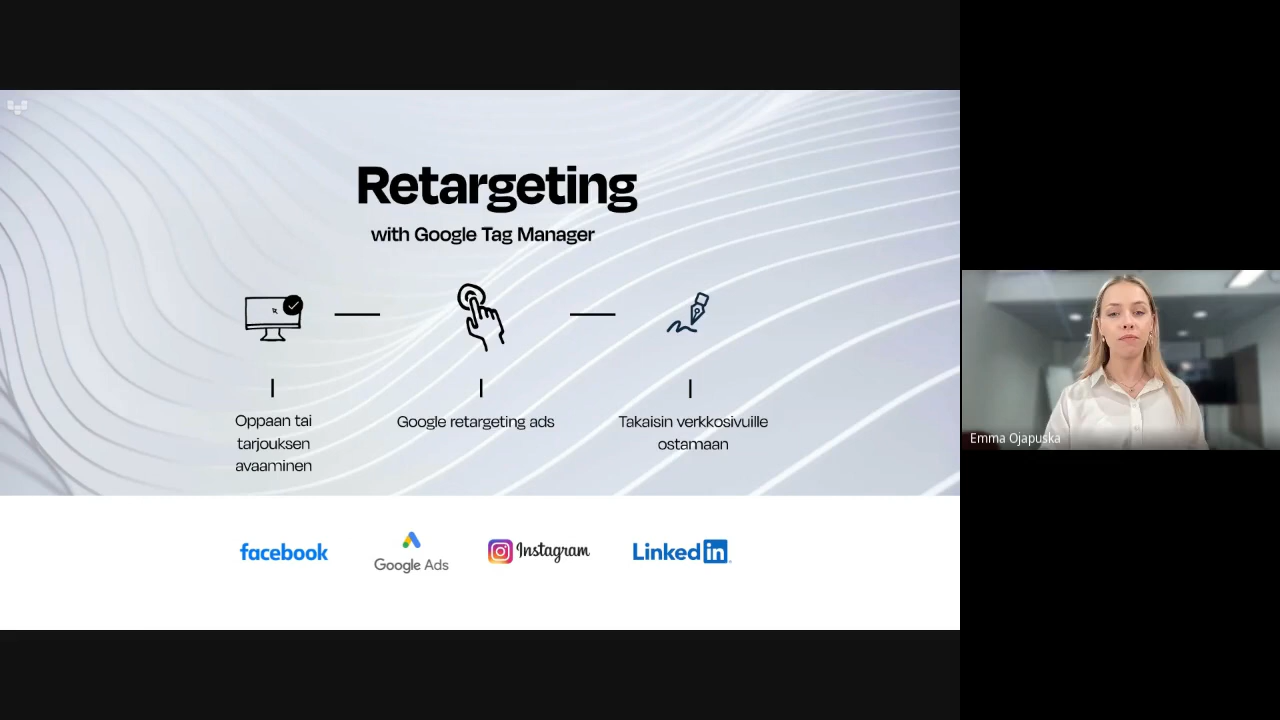 Retargeting
with Google Tag Manager
Oppaan tai
tarjouksen
avaaminen
Google retargeting ads
Takaisin verkkosivuille
ostamaan
facebook
Google Ads
Instagram
Linkedin
Emma Ojapuska